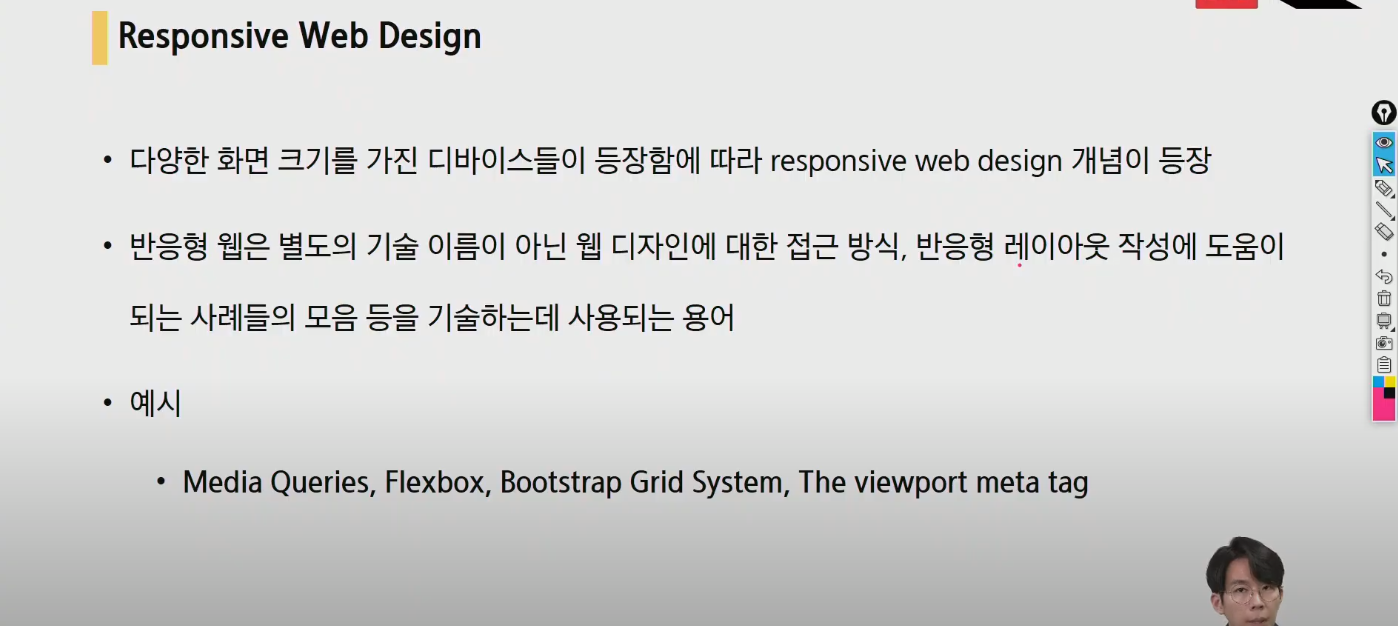 Responsive Web Design
• 다양한 화면 크기를 가진 디바이스들이 등장함에 따라 responsive web design 개념이 등장
• 반응형 웹은 별도의 기술 이름이 아닌 웹 디자인에 대한 접근 방식, 반응형 레이아웃 작성에 도움이
되는 사례들의 모음 등을 기술하는데 사용되는 용어
• 예시
• Media Queries, Flexbox, Bootstrap Grid System, The viewport meta tag